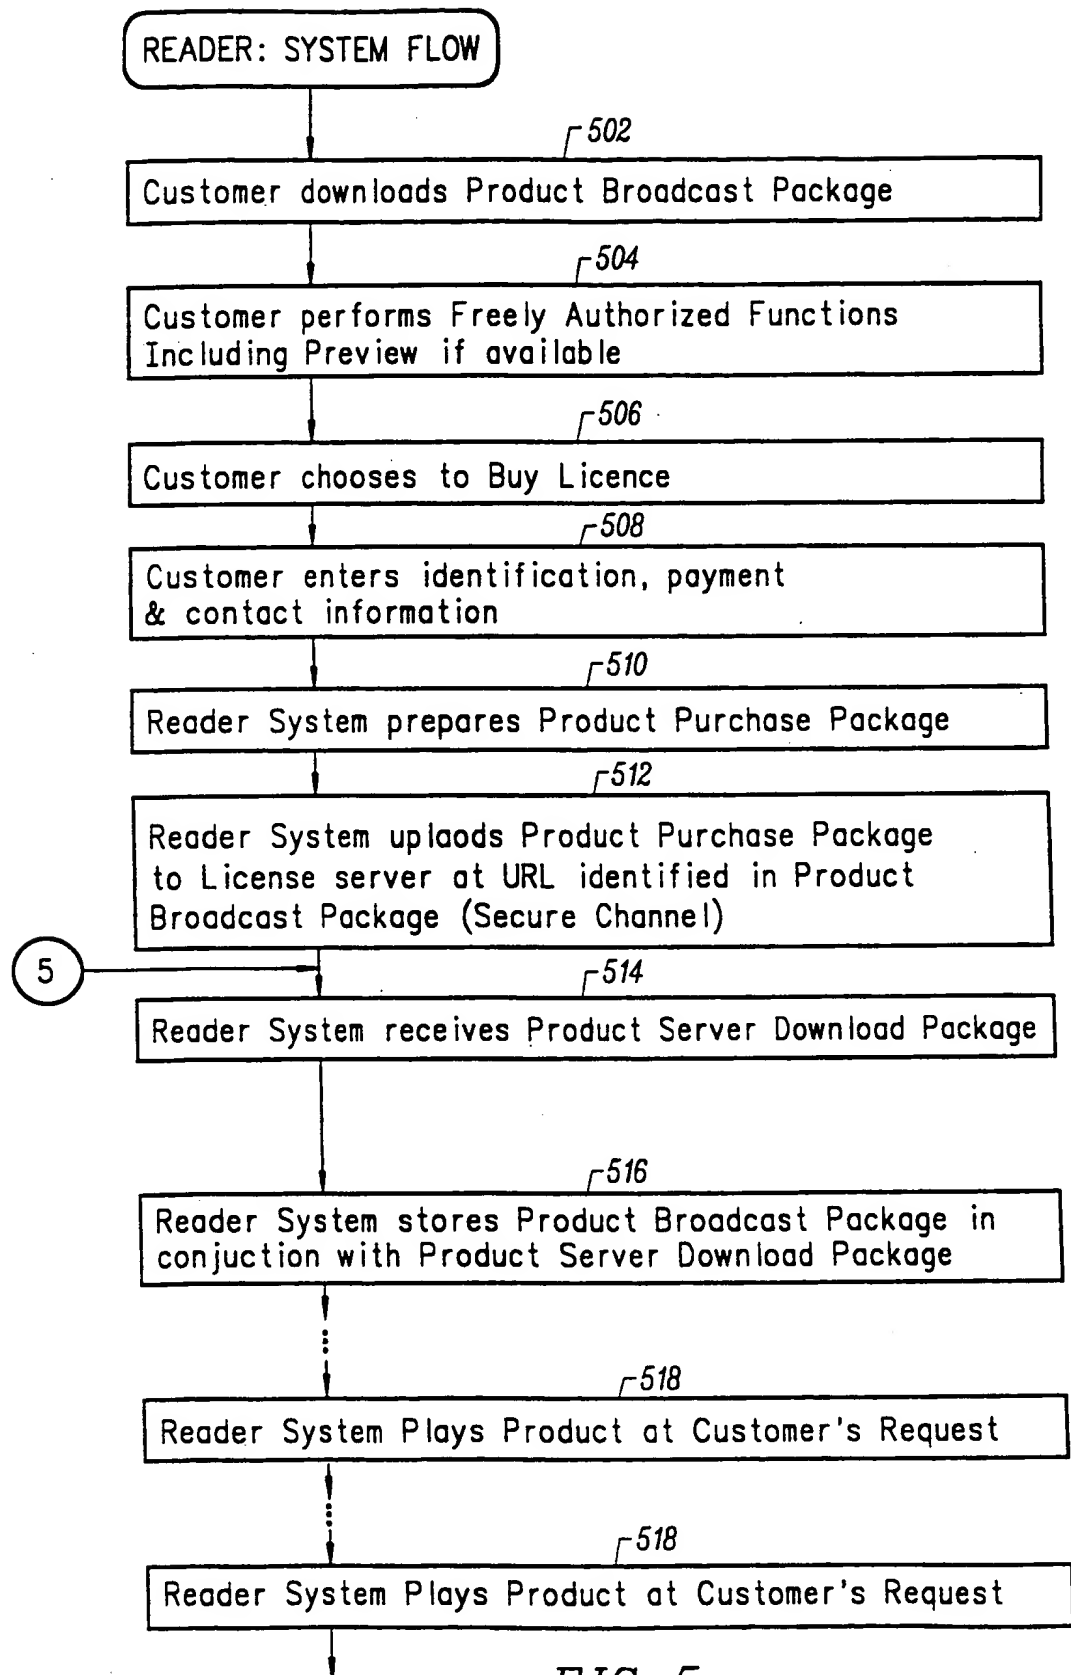 READER: SYSTEM FLOW
502
Customer downloads Product Broadcast Package
504
Customer performs Freely Authorized Functions
Including Preview if available
506
Customer chooses to Buy Licence
508
Customer enters identification, payment
& contact information
510
Reader System prepares Product Purchase Package
512
Reader System uplaods Product Purchase Package
to License server at URL identified in Product
Broadcast Package (Secure Channel)
5
514
Reader System receives Product Server Download Package
516
Reader System stores Product Broadcast Package in
conjuction with Product Server Download Package
518
Reader System Plays Product at Customer's Request
518
Reader System Plays Product at Customer's Request
FIG. 5